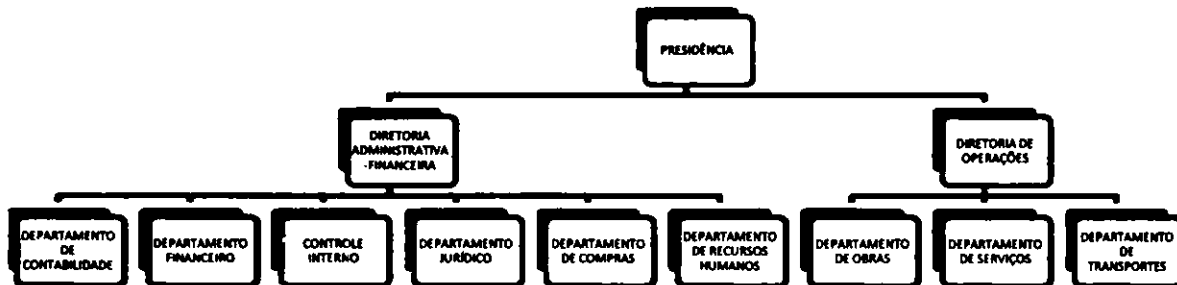 PRESIDÊNCIA
DIRETORIA
ADMINISTRATIVA
-FINANCEIRA
DIRETORIA DE
OPERAÇÕES
DEPARTAMENTO
DE
CONTABILIDADE
DEPARTAMENTO
FINANCEIRO
CONTROLE
INTERNO
DEPARTAMENTO
JURÍDICO
DEPARTAMENTO
DE COMPRAS
DEPARTAMENTO
DE RECURSOS
HUMANOS
DEPARTAMENTO
DE OBRAS
DEPARTAMENTO
DE SERVIÇOS
DEPARTAMENTO
DE
TRANSPORTES